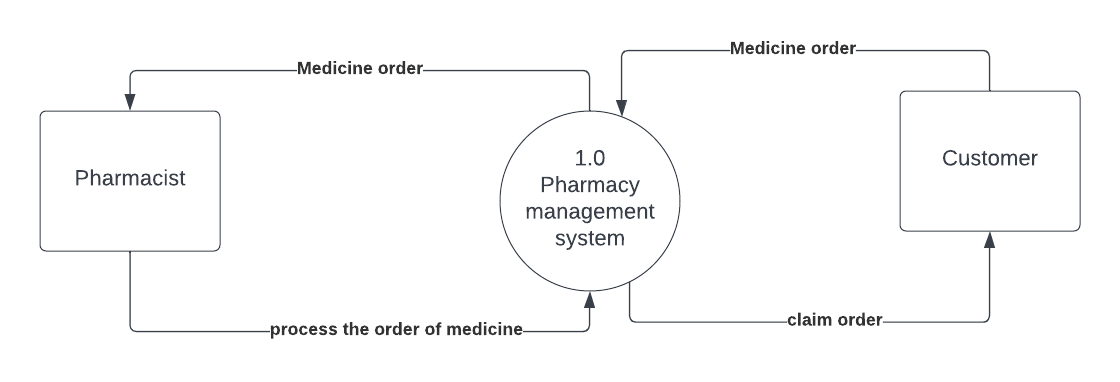 Medicine order
Medicine order
Pharmacist
1.0
Pharmacy
management
system
Customer
process the order of medicine
claim order